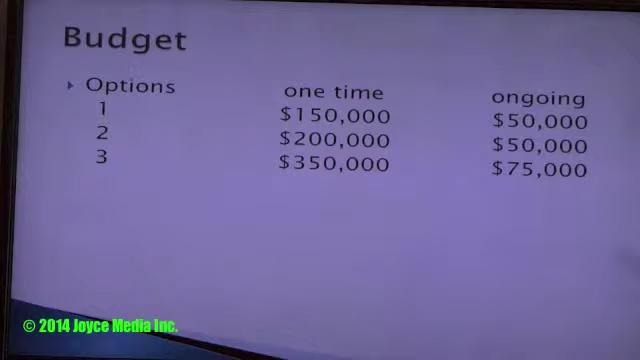 Budget
Options one time ongoing
1 $150,000 $50,000
2 $200,000 $50,000
3 $350,000 $75,000
© 2014 Joyce Media Inc.